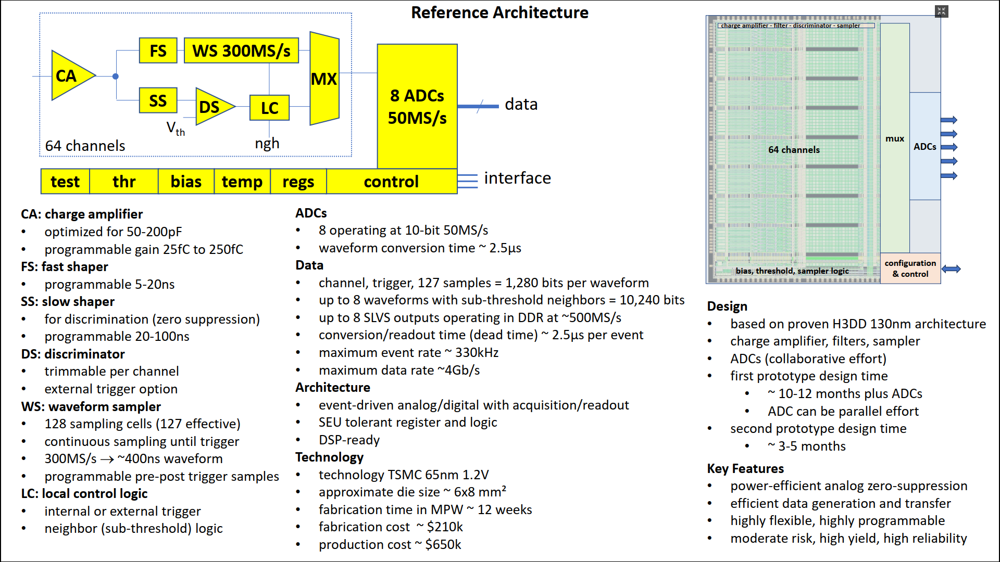 Reference Architecture
CA
FS
WS 300MS/s
SS
DS
LC
MX
Vth
ngh
64 channels
8 ADCs
50MS/s
data
test
thr
bias
temp
regs
control
interface
charge amplifier - filter - discriminator - sampler
64 channels
mux
ADCs
bias, threshold, sampler logic
configuration
& control
CA: charge amplifier
• optimized for 50-200pF
• programmable gain 25fC to 250fC
FS: fast shaper
• programmable 5-20ns
SS: slow shaper
• for discrimination (zero suppression)
• programmable 20-100ns
DS: discriminator
• trimmable per channel
• external trigger option
WS: waveform sampler
• 128 sampling cells (127 effective)
• continuous sampling until trigger
• 300MS/s → ~400ns waveform
• programmable pre-post trigger samples
LC: local control logic
• internal or external trigger
• neighbor (sub-threshold) logic
ADCs
• 8 operating at 10-bit 50MS/s
• waveform conversion time ~ 2.5µs
Data
• channel, trigger, 127 samples = 1,280 bits per waveform
• up to 8 waveforms with sub-threshold neighbors = 10,240 bits
• up to 8 SLVS outputs operating in DDR at ~500MS/s
• conversion/readout time (dead time) ~ 2.5µs per event
• maximum event rate ~ 330kHz
• maximum data rate ~4Gb/s
Architecture
• event-driven analog/digital with acquisition/readout
• SEU tolerant register and logic
• DSP-ready
Technology
• technology TSMC 65nm 1.2V
• approximate die size ~ 6x8 mm²
• fabrication time in MPW ~ 12 weeks
• fabrication cost ~ $210k
• production cost ~ $650k
Design
• based on proven H3DD 130nm architecture
• charge amplifier, filters, sampler
• ADCs (collaborative effort)
• first prototype design time
• ~ 10-12 months plus ADCs
• ADC can be parallel effort
• second prototype design time
• ~ 3-5 months
Key Features
• power-efficient analog zero-suppression
• efficient data generation and transfer
• highly flexible, highly programmable
• moderate risk, high yield, high reliability